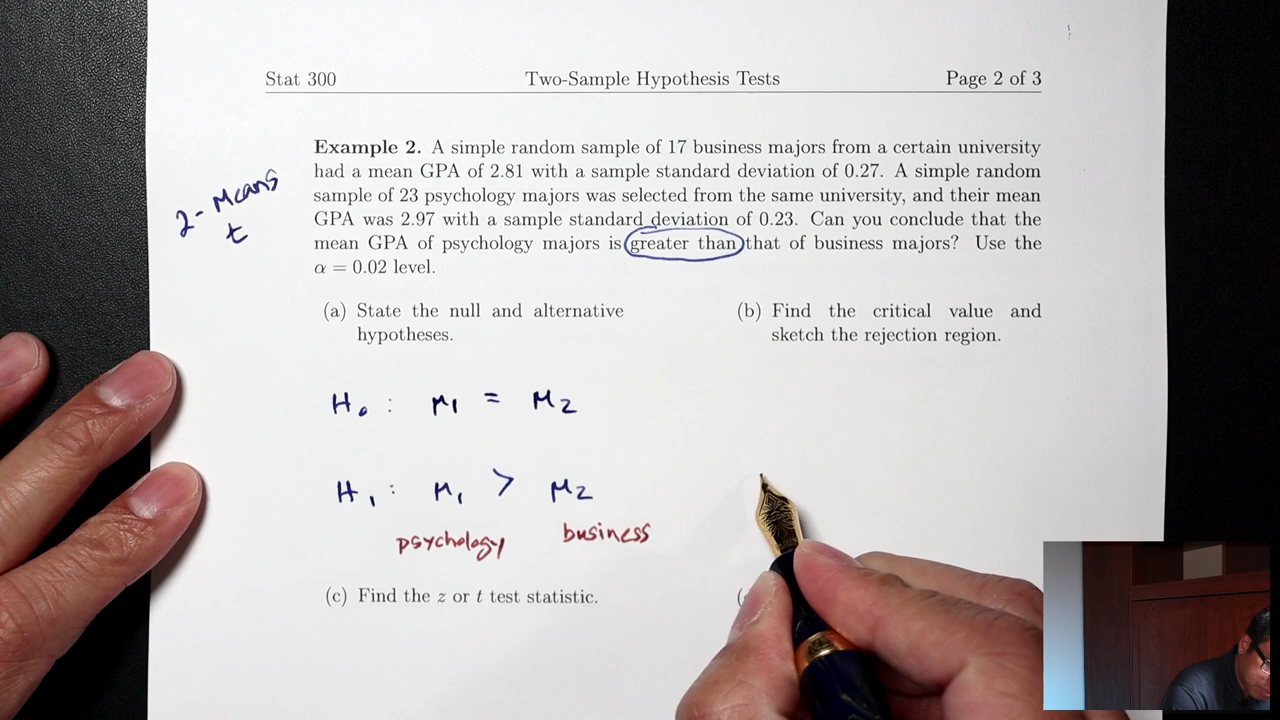 Stat 300 Two-Sample Hypothesis Tests Page 2 of 3
Example 2. A simple random sample of 17 business majors from a certain university
had a mean GPA of 2.81 with a sample standard deviation of 0.27. A simple random
sample of 23 psychology majors was selected from the same university, and their mean
GPA was 2.97 with a sample standard deviation of 0.23. Can you conclude that the
mean GPA of psychology majors is greater than that of business majors? Use the
α = 0.02 level.
2-Means
t
(a) State the null and alternative
hypotheses.
(b) Find the critical value and
sketch the rejection region.
H₀: μ₁ = μ₂
H₁: μ₁ > μ₂
psychology business
(c) Find the z or t test statistic.